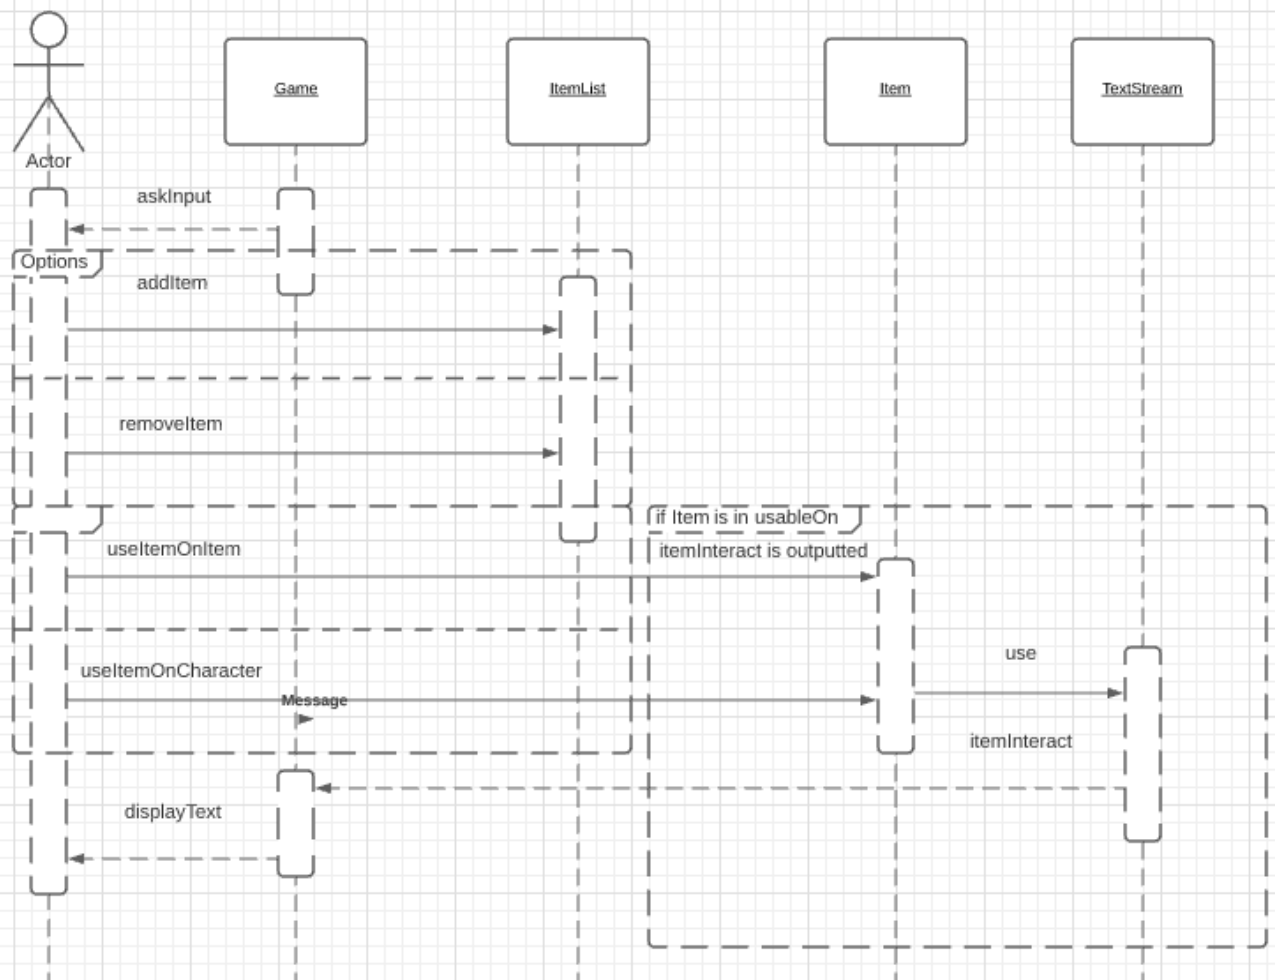 Game
ItemList
Item
TextStream
Actor
askInput
Options
addItem
removeItem
if Item is in usableOn
useItemOnItem
itemInteract is outputted
use
useItemOnCharacter
Message
itemInteract
displayText